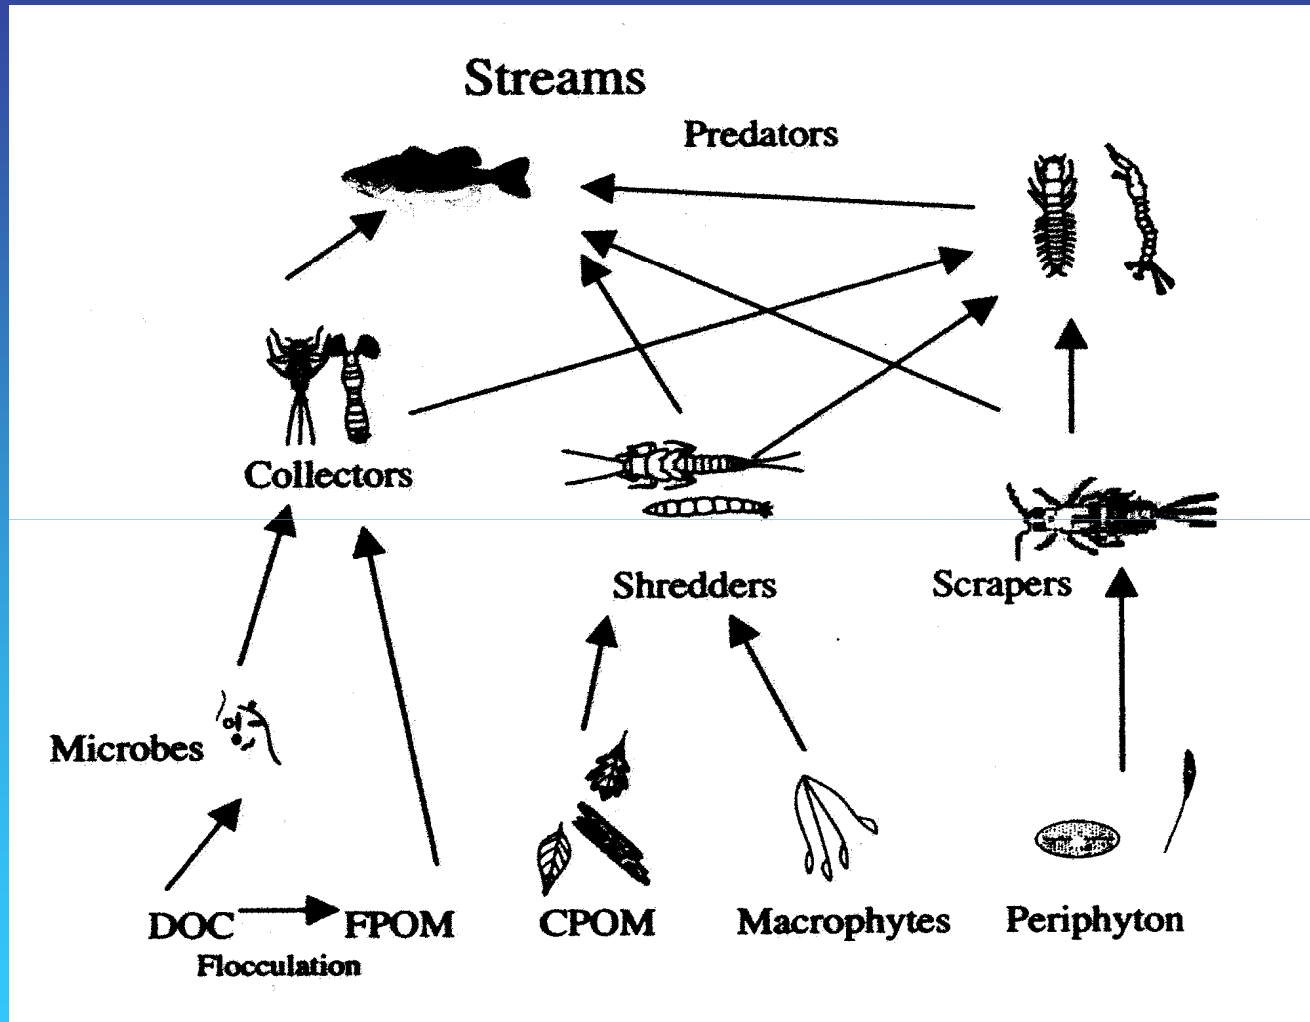 Streams
Predators
Collectors
Shredders
Scrapers
Microbes
DOC
FPOM
CPOM
Macrophytes
Periphyton
Flocculation